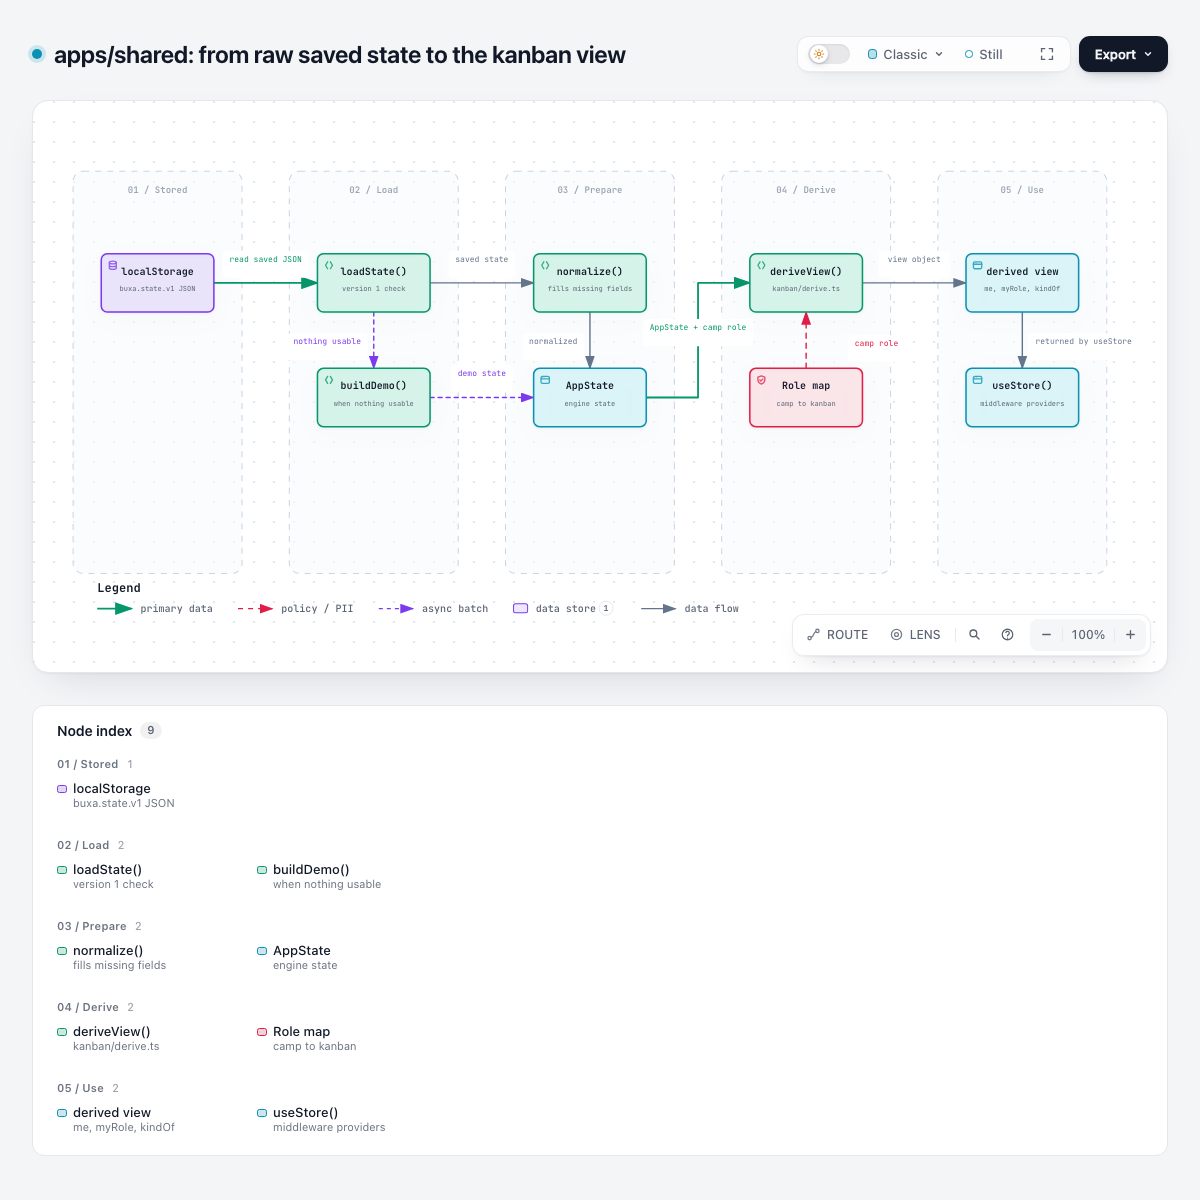 apps/shared: from raw saved state to the kanban view
Classic
Still
Export
01 / Stored
02 / Load
03 / Prepare
04 / Derive
05 / Use
localStorage
buxa.state.v1 JSON
read saved JSON
loadState()
version 1 check
saved state
normalize()
fills missing fields
deriveView()
kanban/derive.ts
view object
derived view
me, myRole, kindOf
nothing usable
normalized
AppState + camp role
camp role
returned by useStore
buildDemo()
when nothing usable
demo state
AppState
engine state
Role map
camp to kanban
useStore()
middleware providers
Legend
primary data
policy / PII
async batch
data store 1
data flow
ROUTE
LENS
− 100% +
Node index 9
01 / Stored 1
localStorage
buxa.state.v1 JSON
02 / Load 2
loadState()
version 1 check
buildDemo()
when nothing usable
03 / Prepare 2
normalize()
fills missing fields
AppState
engine state
04 / Derive 2
deriveView()
kanban/derive.ts
Role map
camp to kanban
05 / Use 2
derived view
me, myRole, kindOf
useStore()
middleware providers